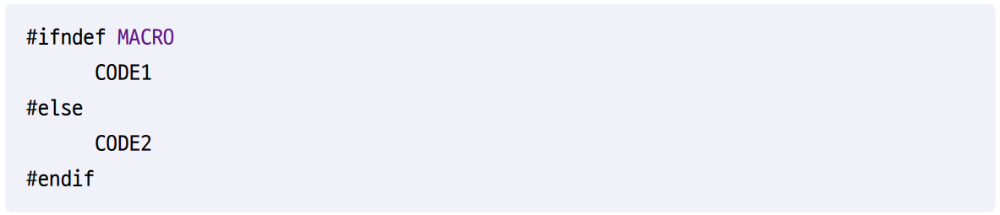 #ifndef MACRO
      CODE1
#else
      CODE2
#endif